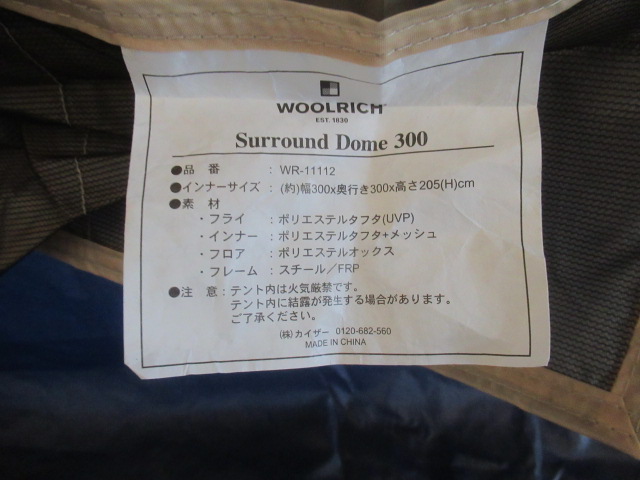 WOOLRICH
EST. 1830
Surround Dome 300
●品 番 : WR-11112
●インナーサイズ : (約)幅300x奥行き300x高さ205(H)cm
●素 材
・フライ : ポリエステルタフタ(UVP)
・インナー : ポリエステルタフタ+メッシュ
・フロア : ポリエステルオックス
・フレーム : スチール/FRP
●注 意 : テント内は火気厳禁です。
テント内に結露が発生する場合があります。
ご了承ください。
(株)カイザー 0120-682-560
MADE IN CHINA